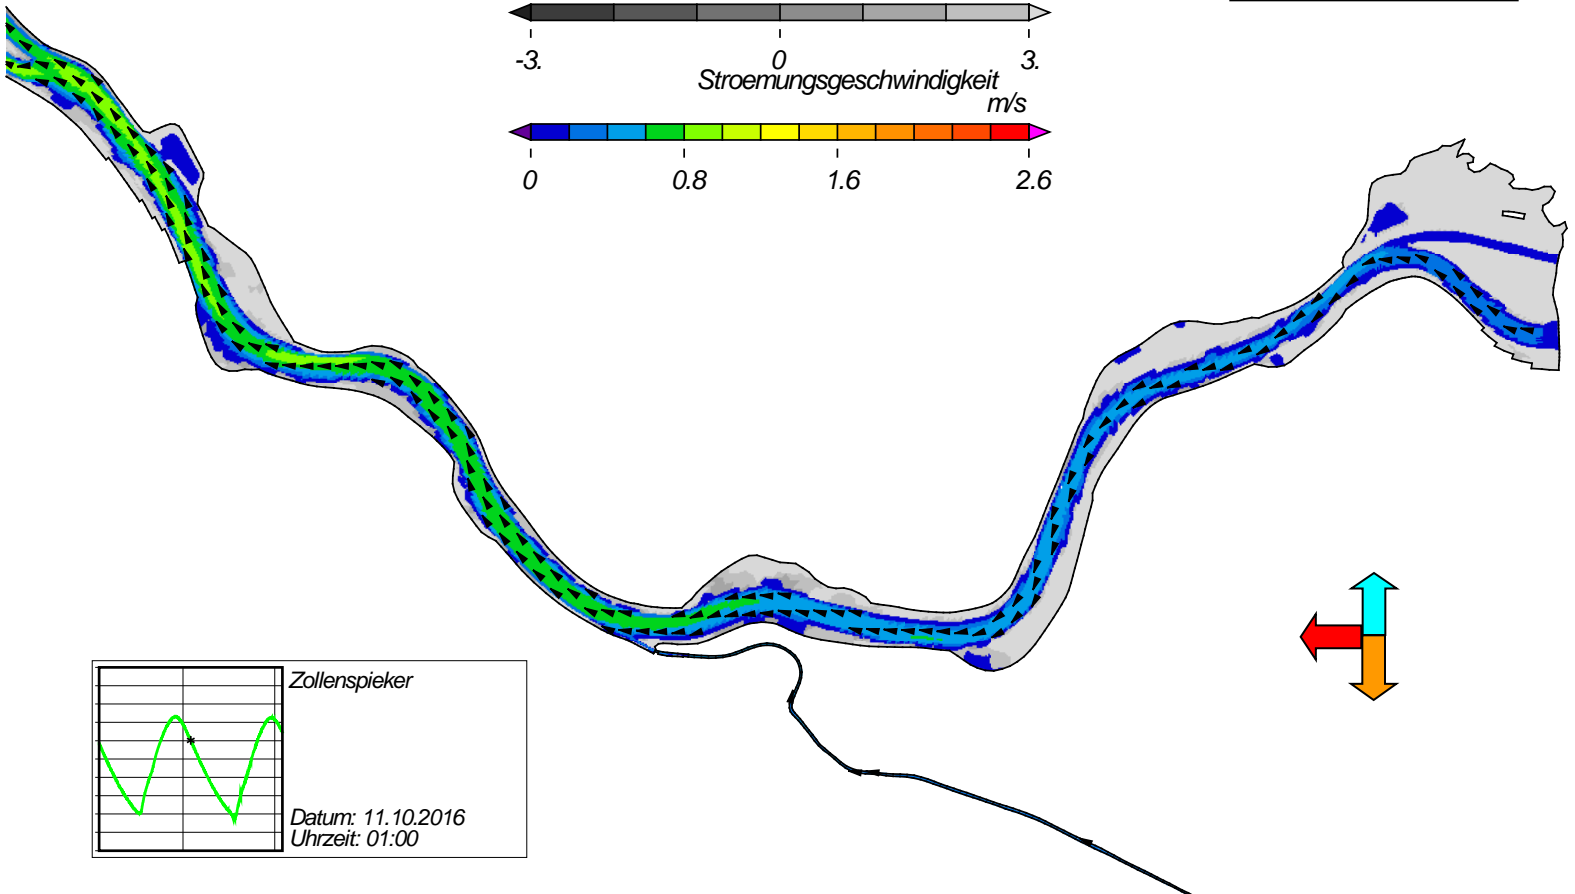 -3. 0 3.
Stroemungsgeschwindigkeit
m/s
0 0.8 1.6 2.6
Zollenspieker
Datum: 11.10.2016
Uhrzeit: 01:00